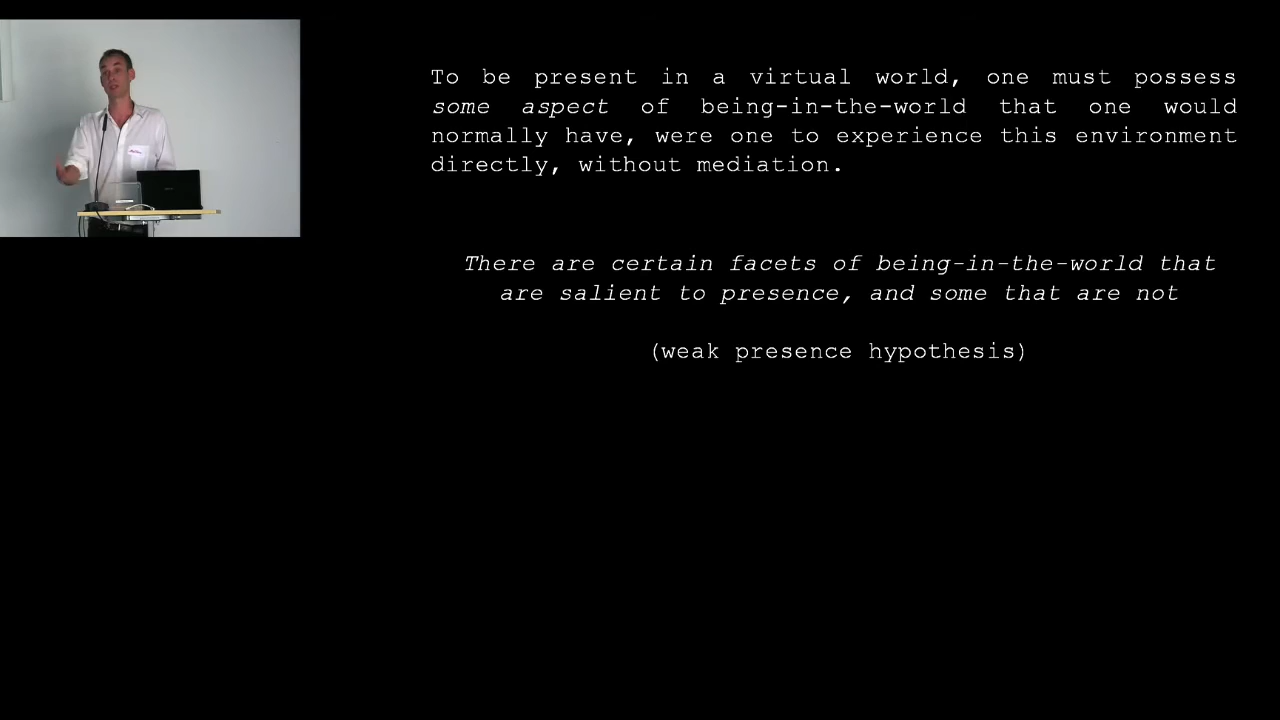 To be present in a virtual world, one must possess
some aspect of being-in-the-world that one would
normally have, were one to experience this environment
directly, without mediation.
There are certain facets of being-in-the-world that
are salient to presence, and some that are not
(weak presence hypothesis)